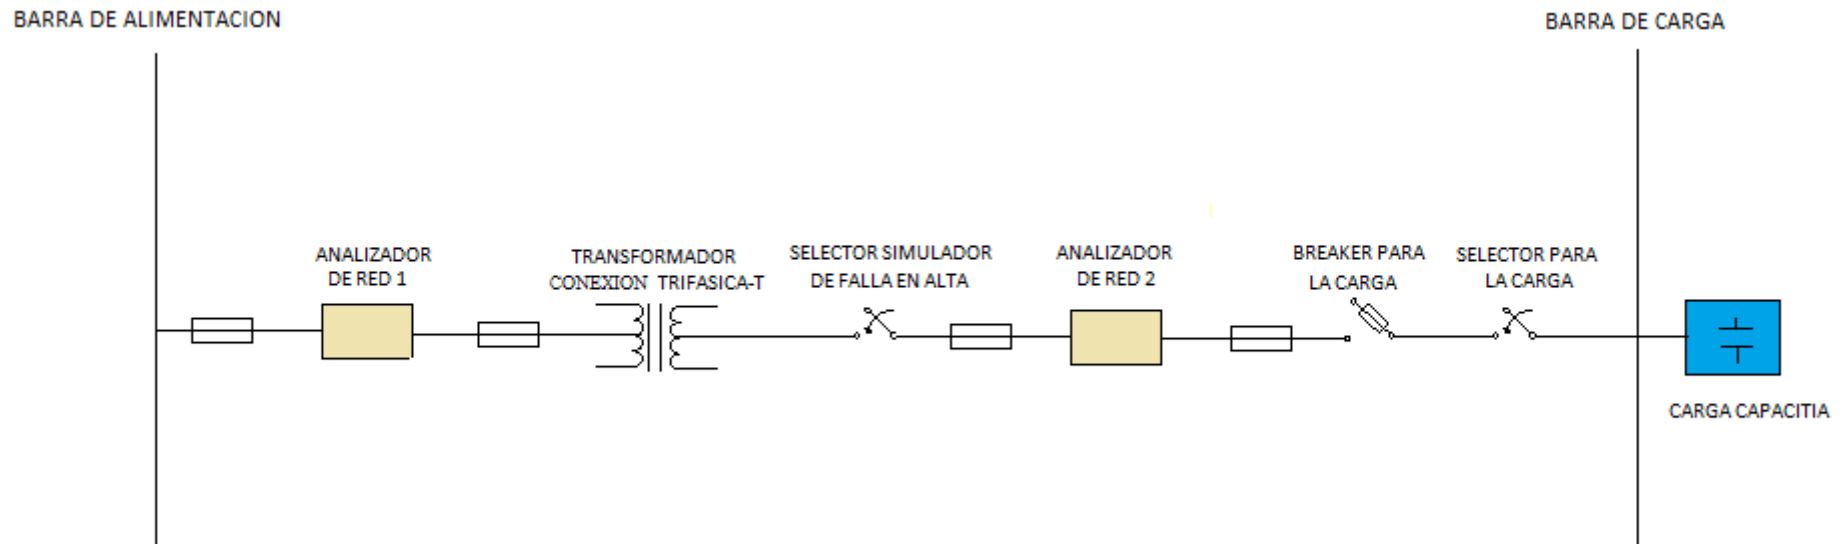 BARRA DE ALIMENTACION
BARRA DE CARGA
ANALIZADOR
DE RED 1
TRANSFORMADOR
CONEXION TRIFASICA-T
SELECTOR SIMULADOR
DE FALLA EN ALTA
ANALIZADOR
DE RED 2
BREAKER PARA
LA CARGA
SELECTOR PARA
LA CARGA
CARGA CAPACITIA